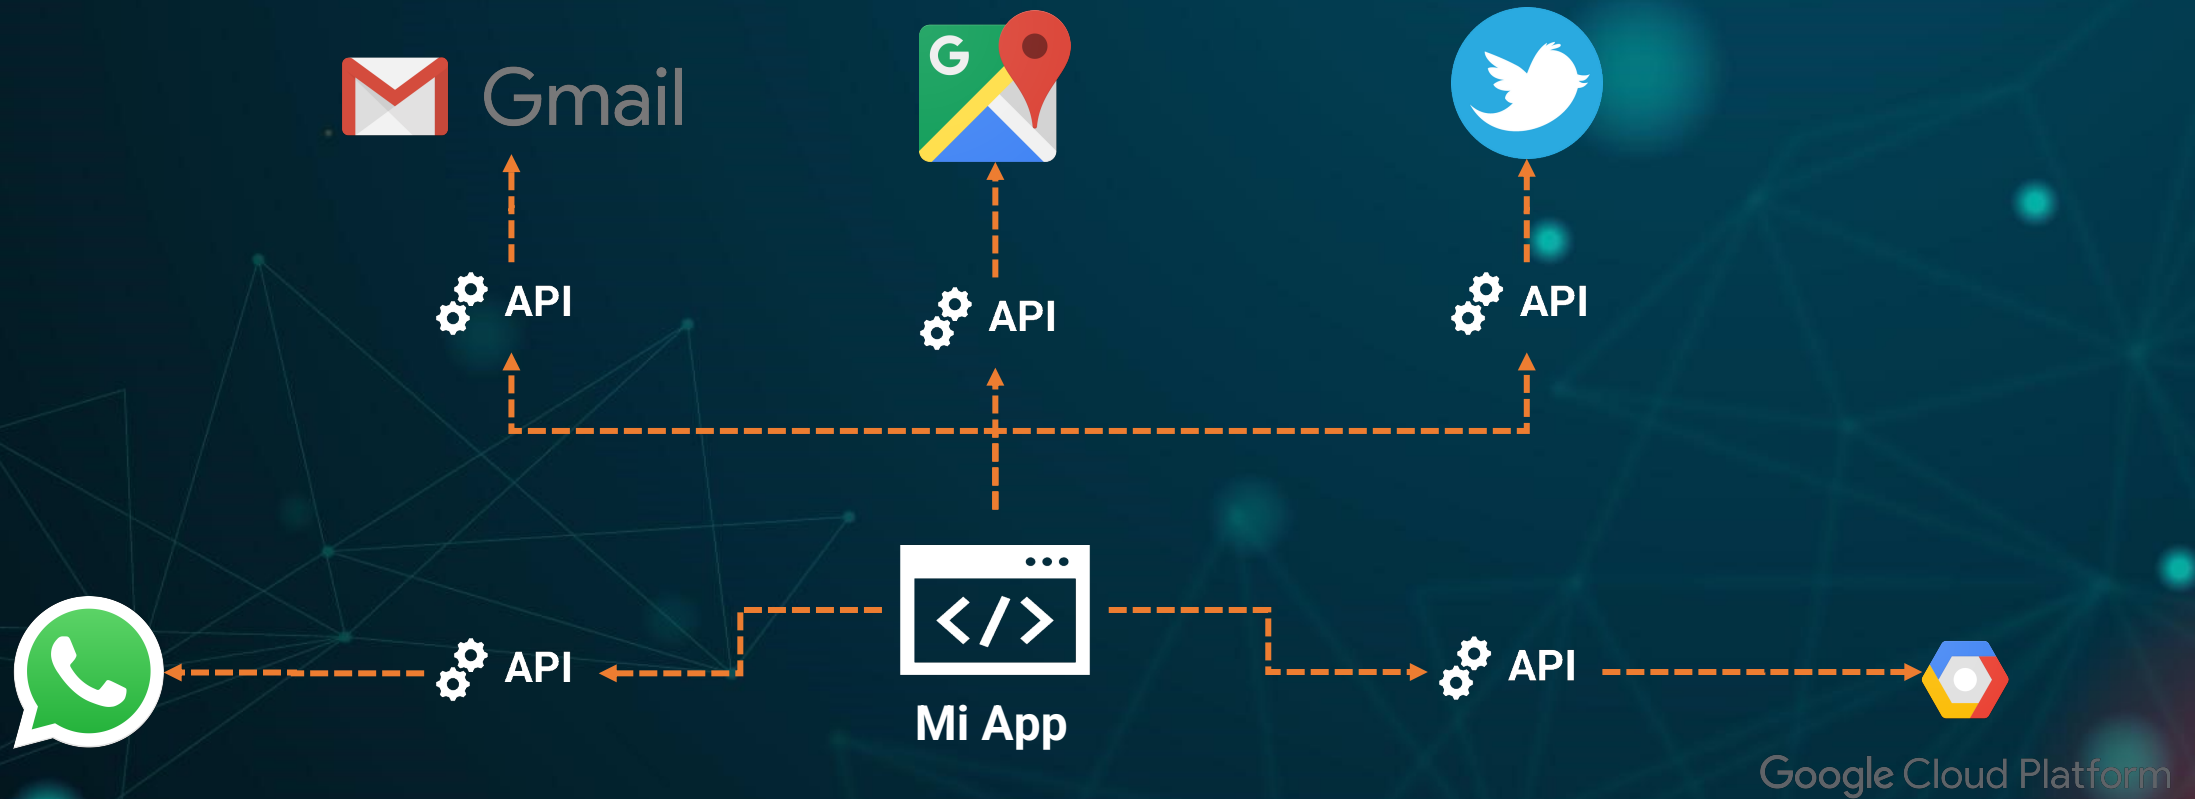 Gmail
G
API
API
API
</>
API
API
Mi App
Google Cloud Platform